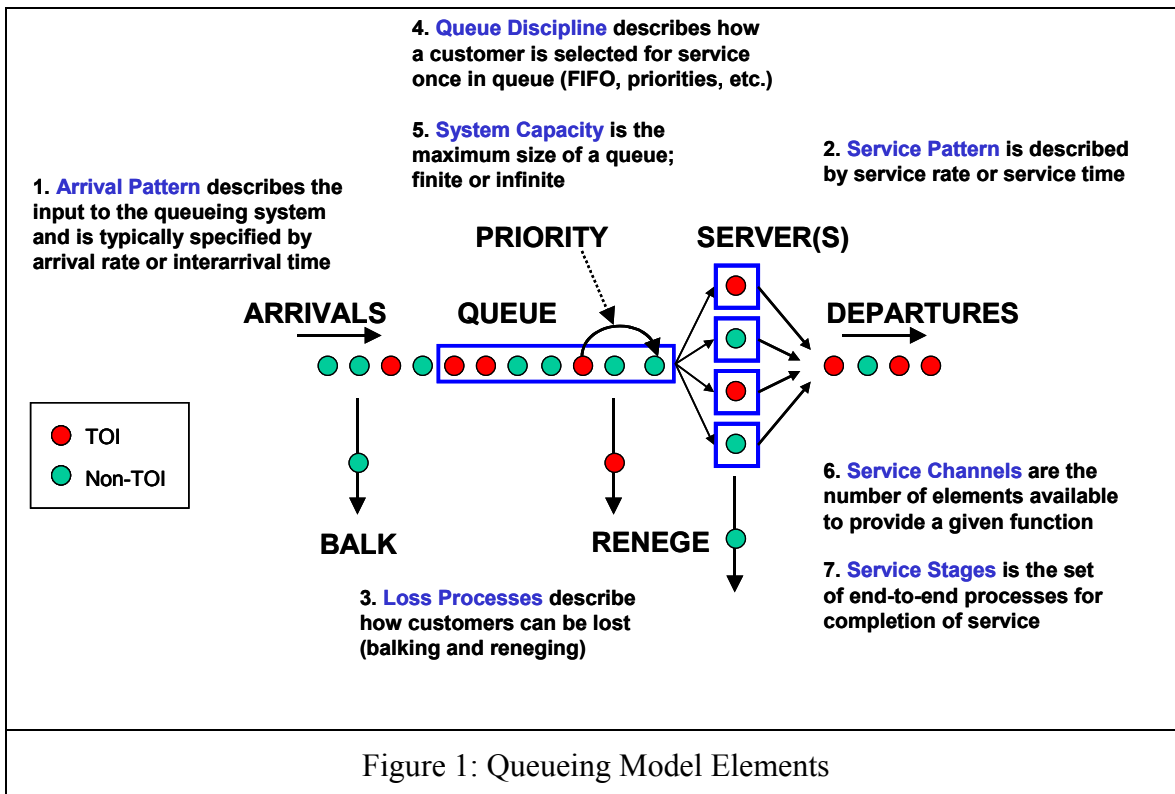 4. Queue Discipline describes how
a customer is selected for service
once in queue (FIFO, priorities, etc.)
5. System Capacity is the
maximum size of a queue;
finite or infinite
2. Service Pattern is described
by service rate or service time
1. Arrival Pattern describes the
input to the queueing system
and is typically specified by
arrival rate or interarrival time
PRIORITY
SERVER(S)
ARRIVALS
QUEUE
DEPARTURES
TOI
Non-TOI
BALK
RENEGE
6. Service Channels are the
number of elements available
to provide a given function
3. Loss Processes describe
how customers can be lost
(balking and reneging)
7. Service Stages is the set
of end-to-end processes for
completion of service
Figure 1: Queueing Model Elements